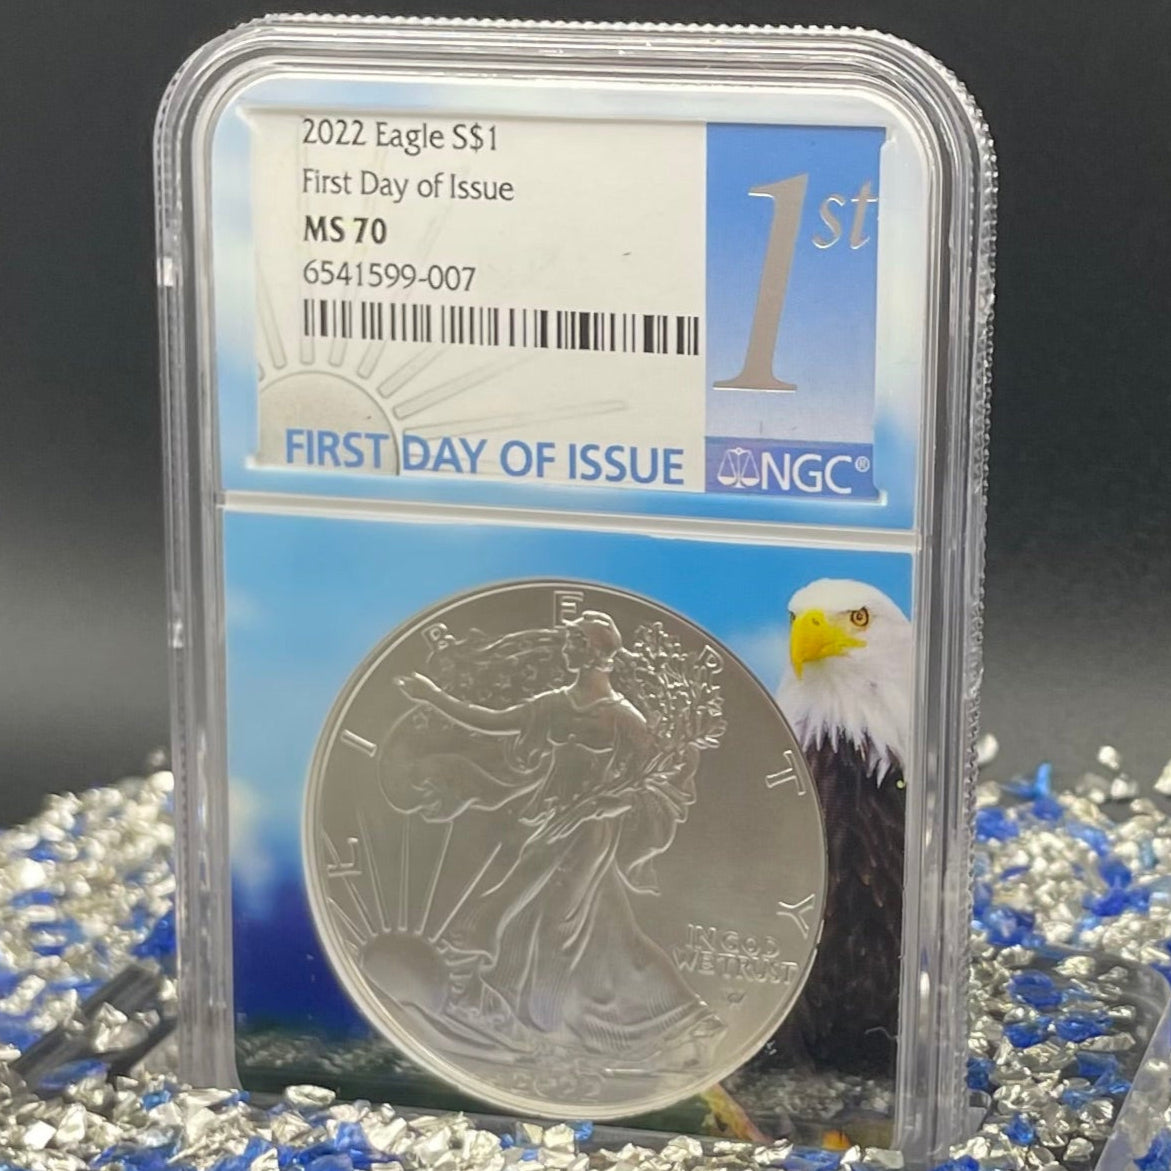 2022 Eagle S$1
First Day of Issue
MS 70
6541599-007
1st
FIRST DAY OF ISSUE
NGC®
LIBERTY
IN GOD
WE TRUST
2022